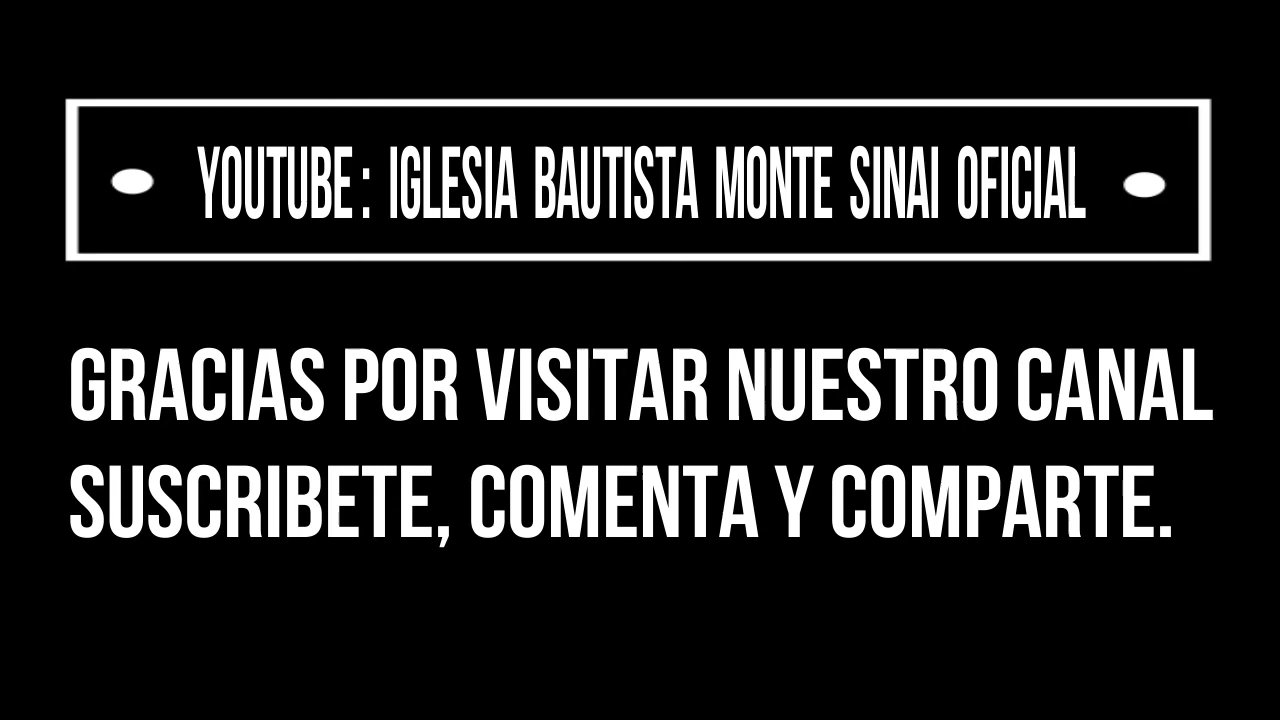 YOUTUBE: IGLESIA BAUTISTA MONTE SINAI OFICIAL
GRACIAS POR VISITAR NUESTRO CANAL
SUSCRIBETE, COMENTA Y COMPARTE.